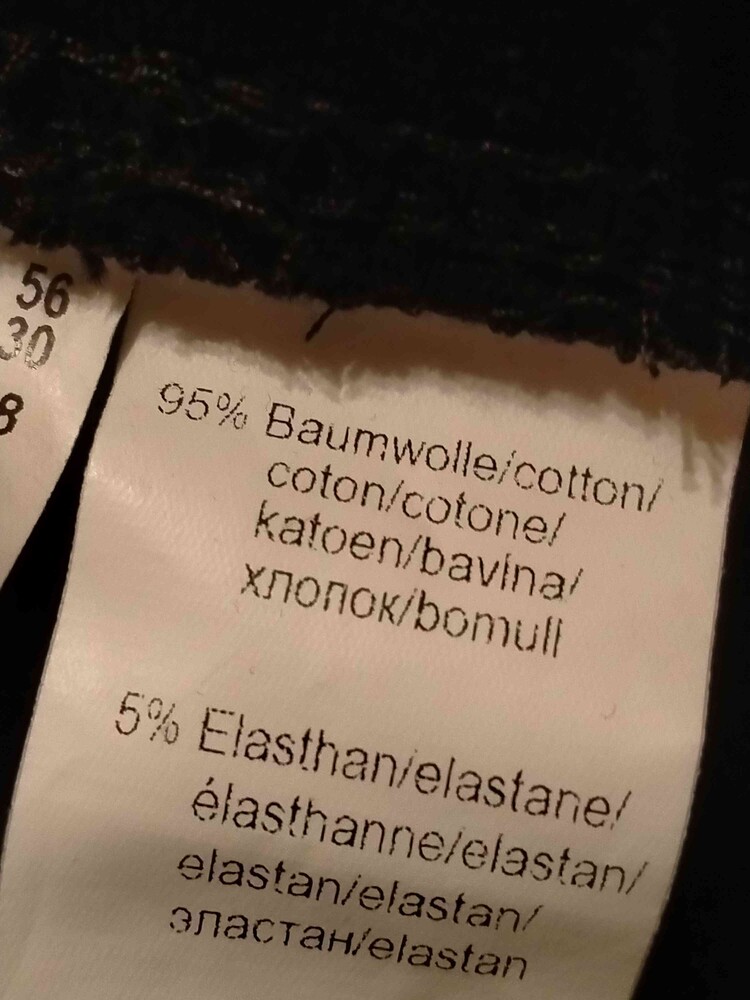 56
30
8
95% Baumwolle/cotton/
coton/cotone/
katoen/bavlna/
хлопок/bomull
5% Elasthan/elastane/
élasthanne/elastan/
elastan/elastan/
эластан/elastan